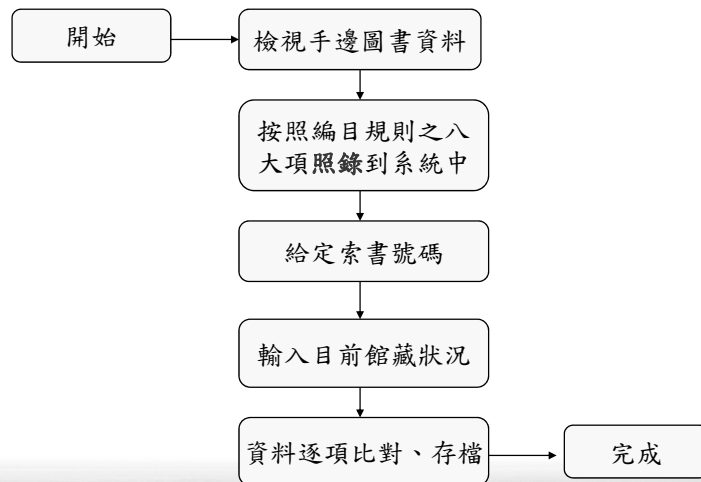 開始
檢視手邊圖書資料
按照編目規則之八
大項照錄到系統中
給定索書號碼
輸入目前館藏狀況
資料逐項比對、存檔
完成